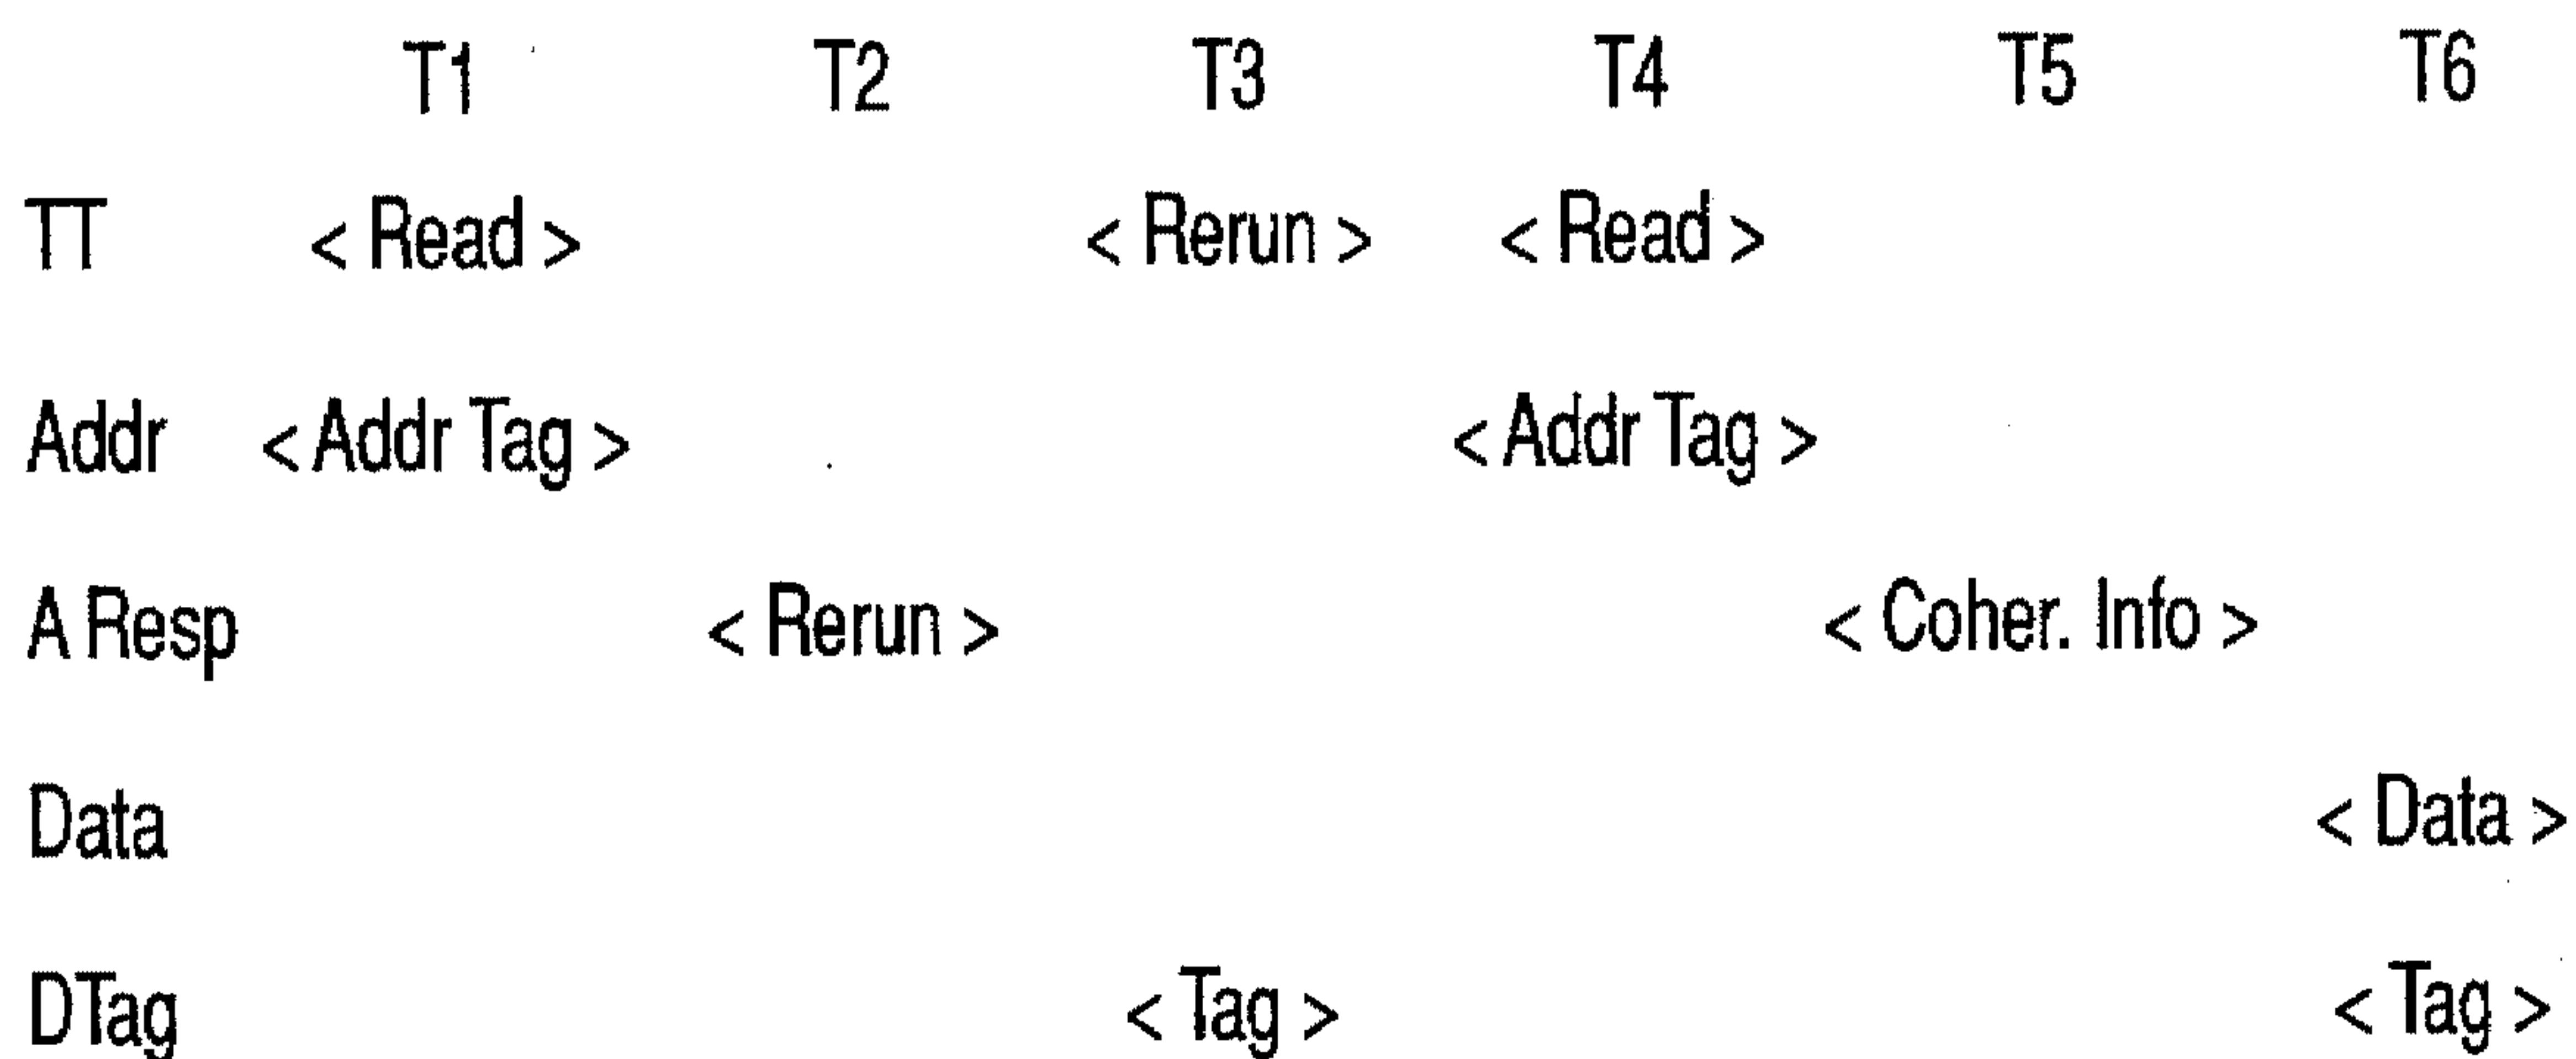 T1 T2 T3 T4 T5 T6
TT < Read > < Rerun > < Read >
Addr < Addr Tag > < Addr Tag >
A Resp < Rerun > < Coher. Info >
Data < Data >
DTag < Tag > < Tag >